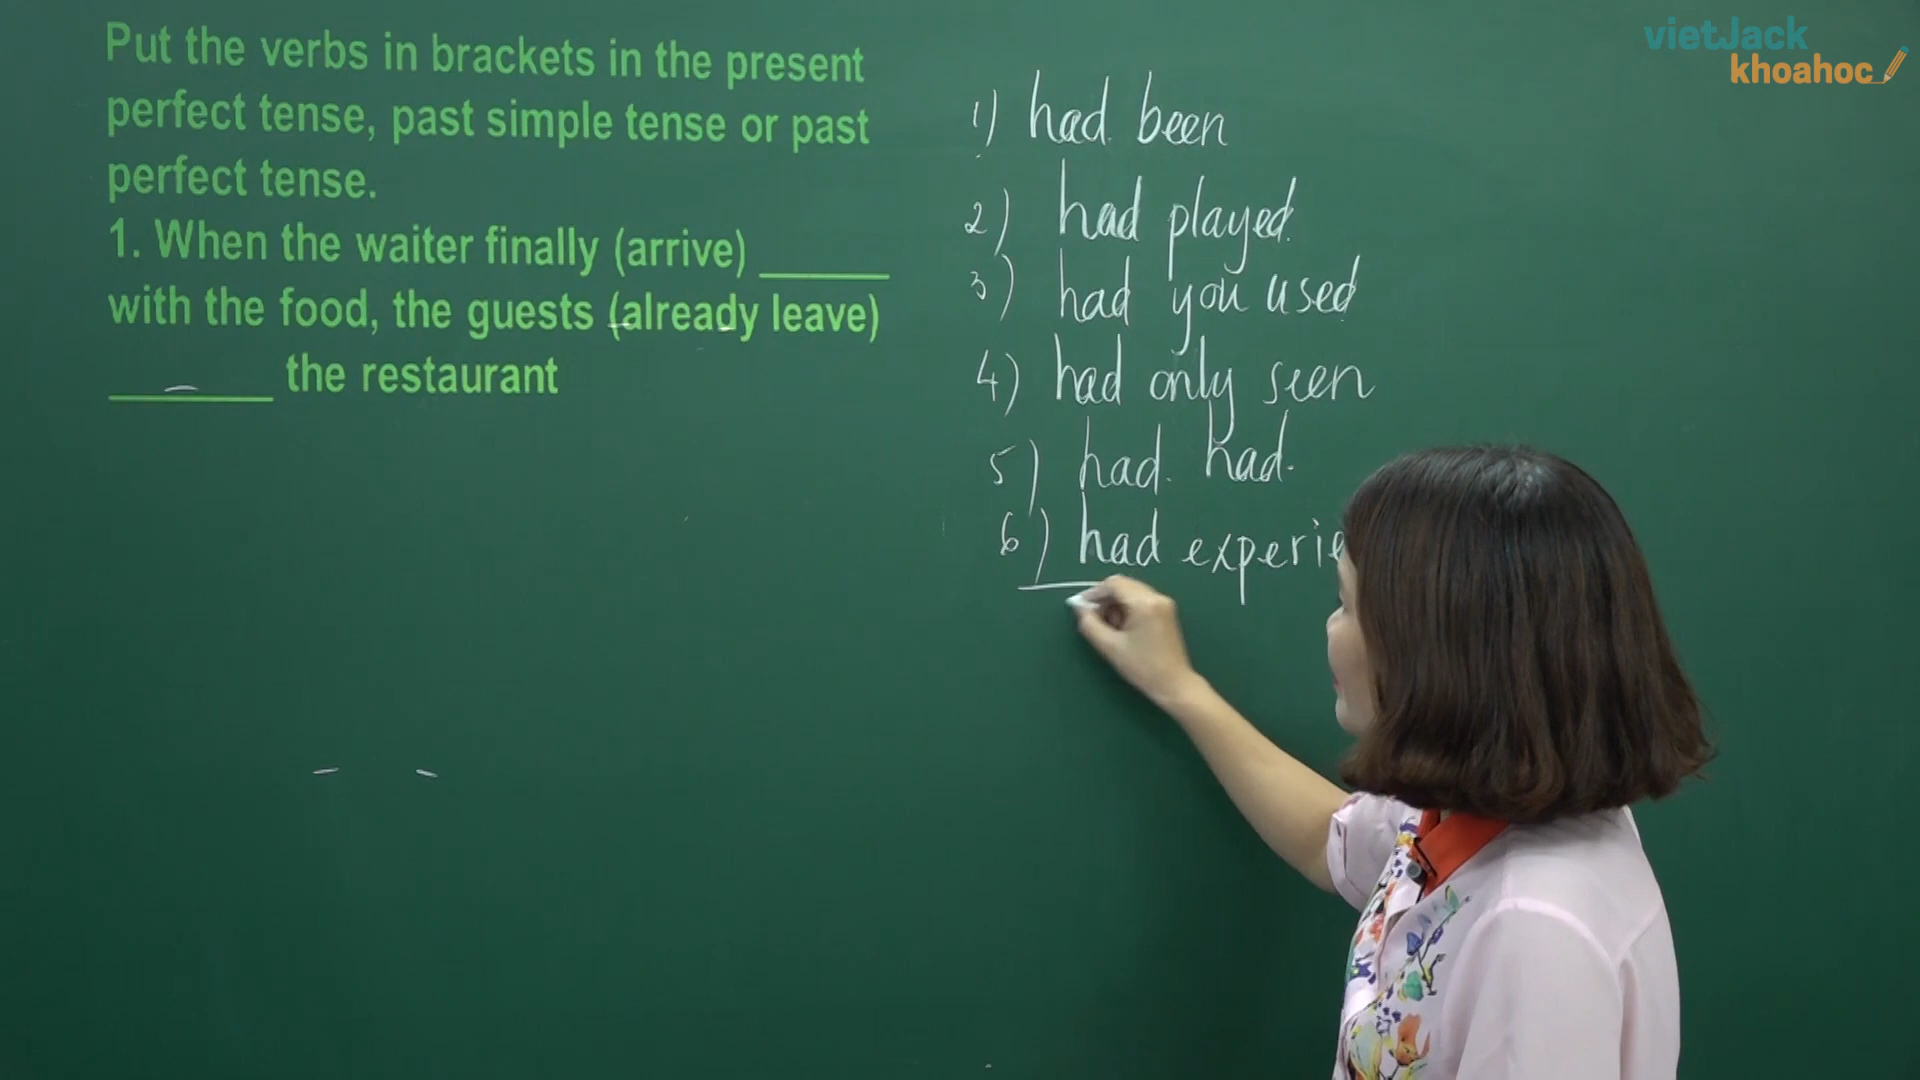 vietJack
khoahoc
Put the verbs in brackets in the present
perfect tense, past simple tense or past
perfect tense.
1. When the waiter finally (arrive) ______
with the food, the guests (already leave)
______ the restaurant
1) had been
2) had played
3) had you used
4) had only seen
5) had had
6) had experie